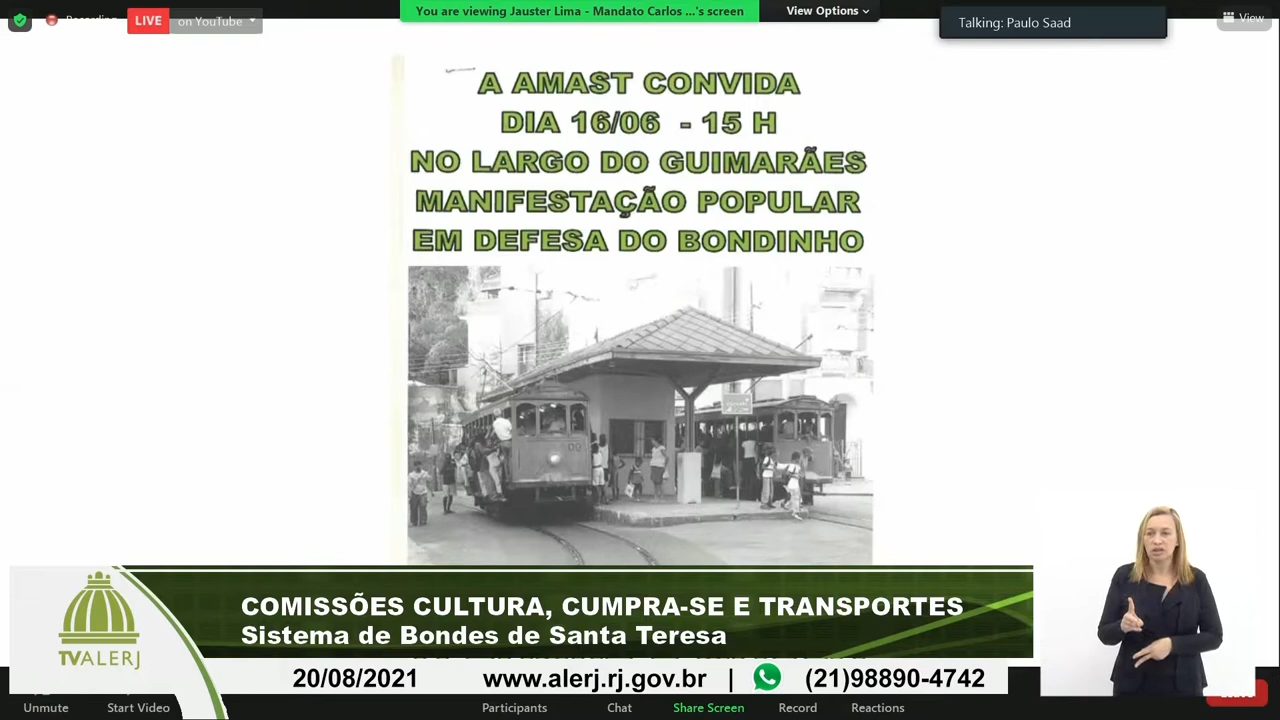 Recording
LIVE
on YouTube
You are viewing Jauster Lima - Mandato Carlos ...'s screen
View Options
Talking: Paulo Saad
View
A AMAST CONVIDA
DIA 16/06 - 15 H
NO LARGO DO GUIMARÃES
MANIFESTAÇÃO POPULAR
EM DEFESA DO BONDINHO
COMISSÕES CULTURA, CUMPRA-SE E TRANSPORTES
Sistema de Bondes de Santa Teresa
TVALERJ
20/08/2021 www.alerj.rj.gov.br | (21)98890-4742
Unmute
Start Video
Participants
Chat
Share Screen
Record
Reactions